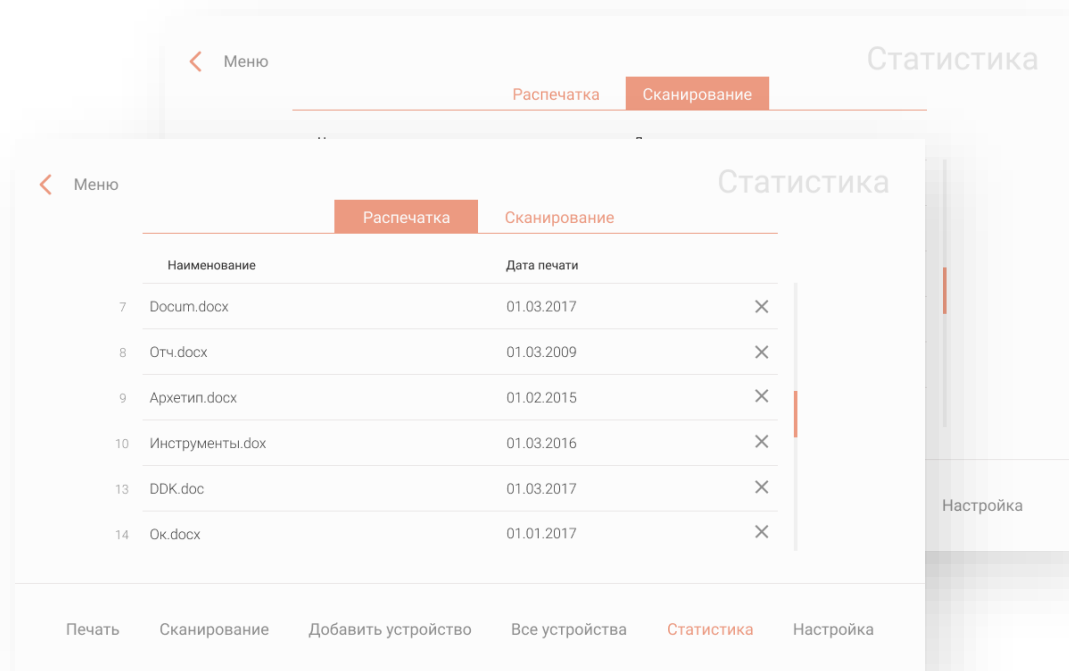 Меню
Статистика
Распечатка Сканирование
Меню
Статистика
Распечатка Сканирование
Наименование Дата печати
7 Docum.docx 01.03.2017
8 Отч.docx 01.03.2009
9 Архетип.docx 01.02.2015
10 Инструменты.dox 01.03.2016
13 DDK.doc 01.03.2017
14 Ок.docx 01.01.2017
Настройка
Печать Сканирование Добавить устройство Все устройства Статистика Настройка